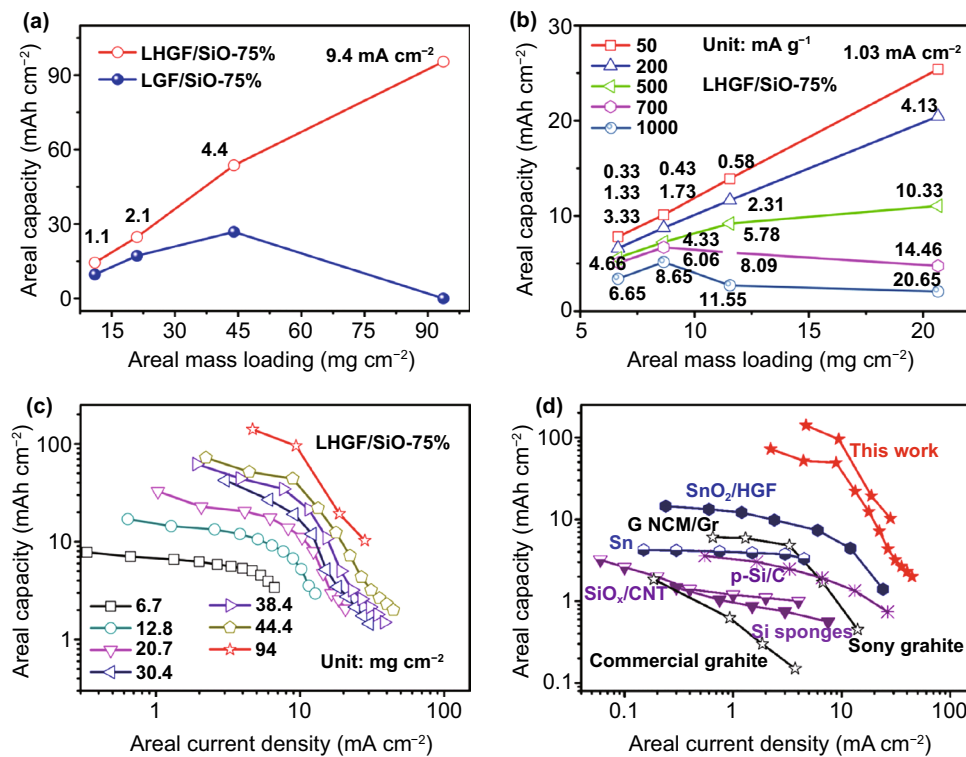 (a)
LHGF/SiO-75%
LGF/SiO-75%
9.4 mA cm⁻²
4.4
2.1
1.1
90
60
30
0
15 30 45 60 75 90
Areal capacity (mAh cm⁻²)
Areal mass loading (mg cm⁻²)
(b)
50
200
500
700
1000
Unit: mA g⁻¹
LHGF/SiO-75%
1.03 mA cm⁻²
4.13
0.33 0.43 0.58
1.33 1.73
3.33 2.31
10.33
4.33 5.78
4.66 6.06 8.09 14.46
6.65 8.65 11.55 20.65
30
20
10
0
5 10 15 20
Areal capacity (mAh cm⁻²)
Areal mass loading (mg cm⁻²)
(c)
LHGF/SiO-75%
6.7
12.8
20.7
30.4
38.4
44.4
94
Unit: mg cm⁻²
100
10
1
1 10 100
Areal capacity (mAh cm⁻²)
Areal current density (mA cm⁻²)
(d)
This work
SnO₂/HGF
G NCM/Gr
Sn
p-Si/C
SiOₓ/CNT
Si sponges
Commercial grahite
Sony grahite
100
10
1
0.1
0.1 1 10 100
Areal capacity (mAh cm⁻²)
Areal current density (mA cm⁻²)